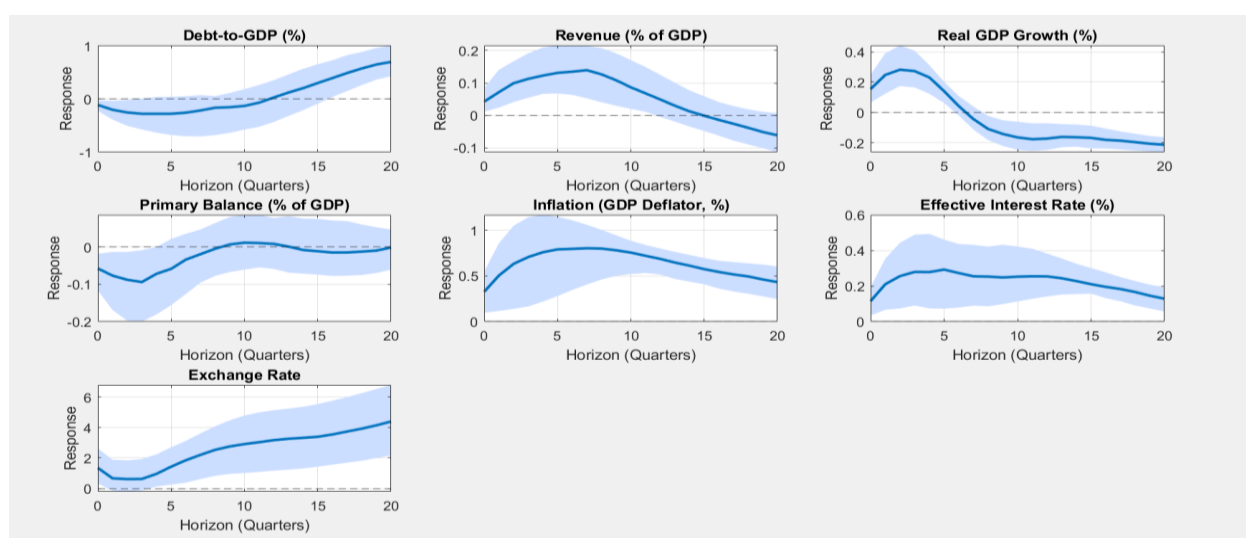 Debt-to-GDP (%)
1
0
-1
Response
0 5 10 15 20
Horizon (Quarters)
Revenue (% of GDP)
0.2
0.1
0
-0.1
Response
0 5 10 15 20
Horizon (Quarters)
Real GDP Growth (%)
0.4
0.2
0
-0.2
Response
0 5 10 15 20
Horizon (Quarters)
Primary Balance (% of GDP)
0
-0.1
-0.2
Response
0 5 10 15 20
Horizon (Quarters)
Inflation (GDP Deflator, %)
1
0.5
0
Response
0 5 10 15 20
Horizon (Quarters)
Effective Interest Rate (%)
0.6
0.4
0.2
0
Response
0 5 10 15 20
Horizon (Quarters)
Exchange Rate
6
4
2
0
Response
0 5 10 15 20
Horizon (Quarters)